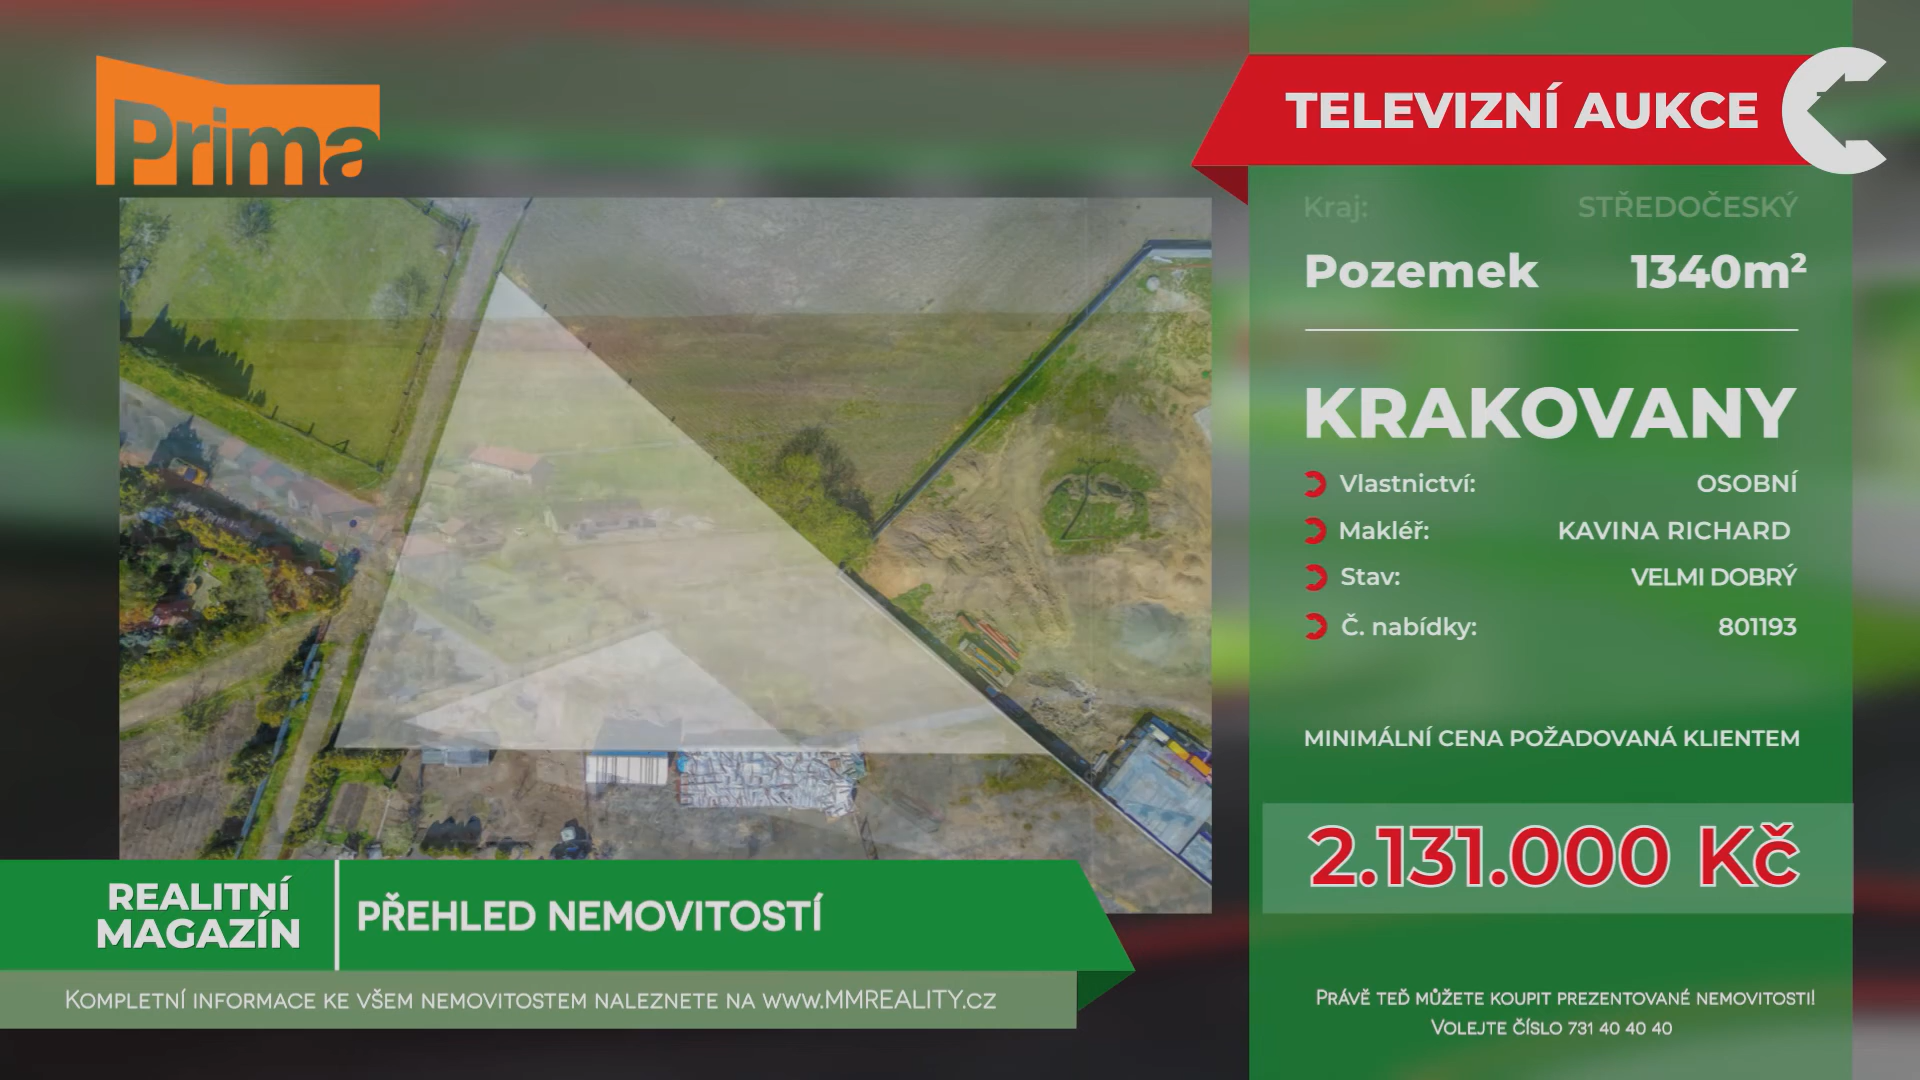 Prima
TELEVIZNÍ AUKCE
Kraj: STŘEDOČESKÝ
Pozemek 1340m²
KRAKOVANY
Vlastnictví: OSOBNÍ
Makléř: KAVINA RICHARD
Stav: VELMI DOBRÝ
Č. nabídky: 801193
MINIMÁLNÍ CENA POŽADOVANÁ KLIENTEM
2.131.000 Kč
PRÁVĚ TEĎ MŮŽETE KOUPIT PREZENTOVANÉ NEMOVITOSTI!
VOLEJTE ČÍSLO 731 40 40 40
REALITNÍ
MAGAZÍN
PŘEHLED NEMOVITOSTÍ
KOMPLETNÍ INFORMACE KE VŠEM NEMOVITOSTEM NALEZNETE NA WWW.MMREALITY.CZ